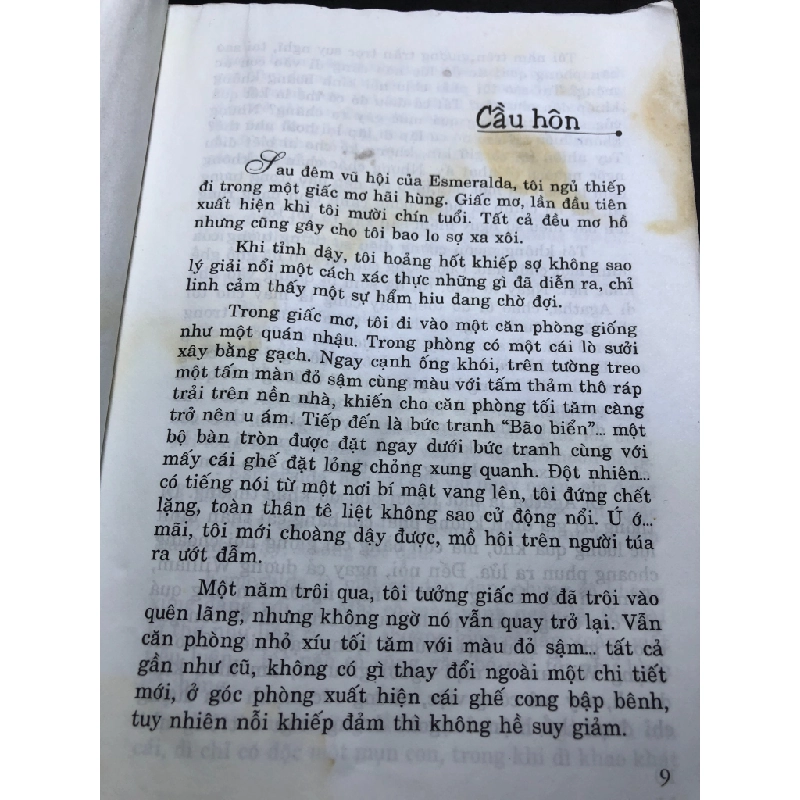 Cầu hôn
Sau đêm vũ hội của Esmeralda, tôi ngủ thiếp
đi trong một giấc mơ hãi hùng. Giấc mơ, lần đầu tiên
xuất hiện khi tôi mười chín tuổi. Tất cả đều mơ hồ
nhưng cũng gây cho tôi bao lo sợ xa xôi.
Khi tỉnh dậy, tôi hoảng hốt khiếp sợ không sao
lý giải nổi một cách xác thực những gì đã diễn ra, chỉ
linh cảm thấy một sự hẩm hiu đang chờ đợi.
Trong giấc mơ, tôi đi vào một căn phòng giống
như một quán nhậu. Trong phòng có một cái lò sưởi
xây bằng gạch. Ngay cạnh ống khói, trên tường treo
một tấm màn đỏ sậm cùng màu với tấm thảm thô ráp
trải trên nền nhà, khiến cho căn phòng tối tăm càng
trở nên u ám. Tiếp đến là bức tranh “Bão biển”... một
bộ bàn tròn được đặt ngay dưới bức tranh cùng với
mấy cái ghế đặt lỏng chỏng xung quanh. Đột nhiên...
có tiếng nói từ một nơi bí mật vang lên, tôi đứng chết
lặng, toàn thân tê liệt không sao cử động nổi. Ú ớ...
mãi, tôi mới choàng dậy được, mồ hôi trên người túa
ra ướt đẫm.
Một năm trôi qua, tôi tưởng giấc mơ đã trôi vào
quên lãng, nhưng không ngờ nó vẫn quay trở lại. Vẫn
căn phòng nhỏ xíu tối tăm với màu đỏ sậm... tất cả
gần như cũ, không có gì thay đổi ngoài một chi tiết
mới, ở góc phòng xuất hiện cái ghế cong bập bênh,
tuy nhiên nỗi khiếp đảm thì không hề suy giảm.
9